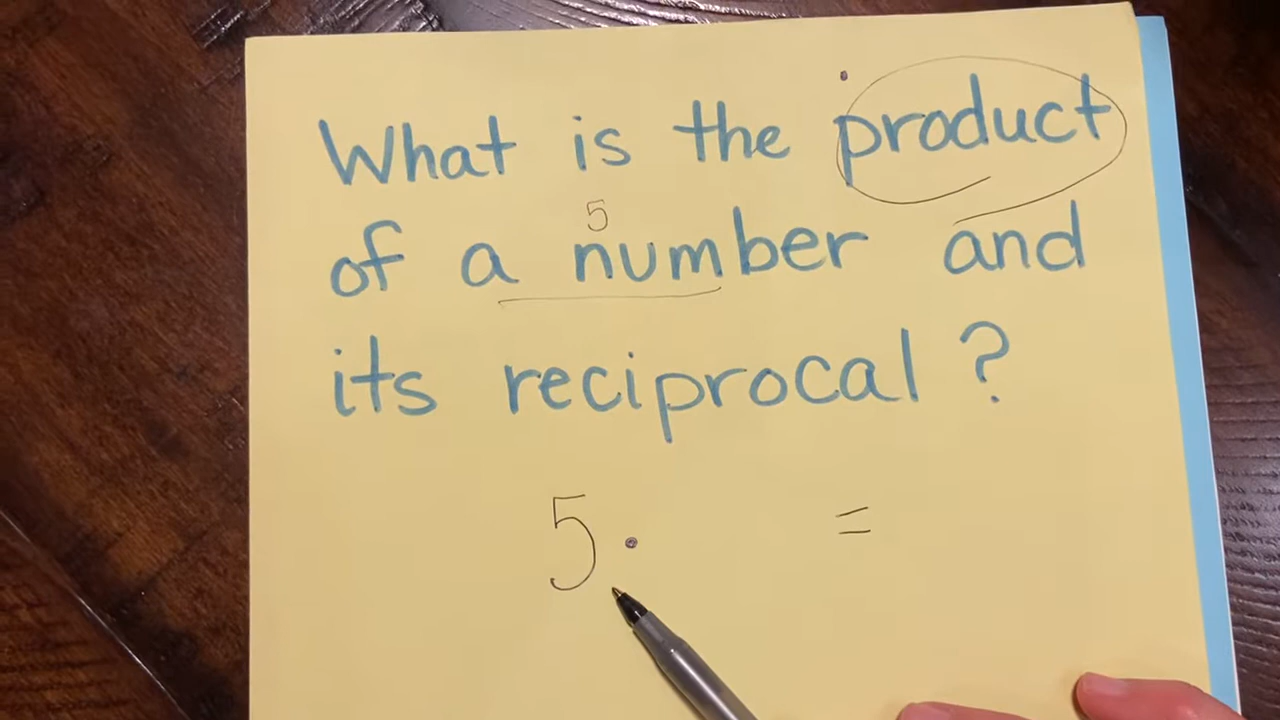 What is the product
5
of a number and
its reciprocal?
5 · =